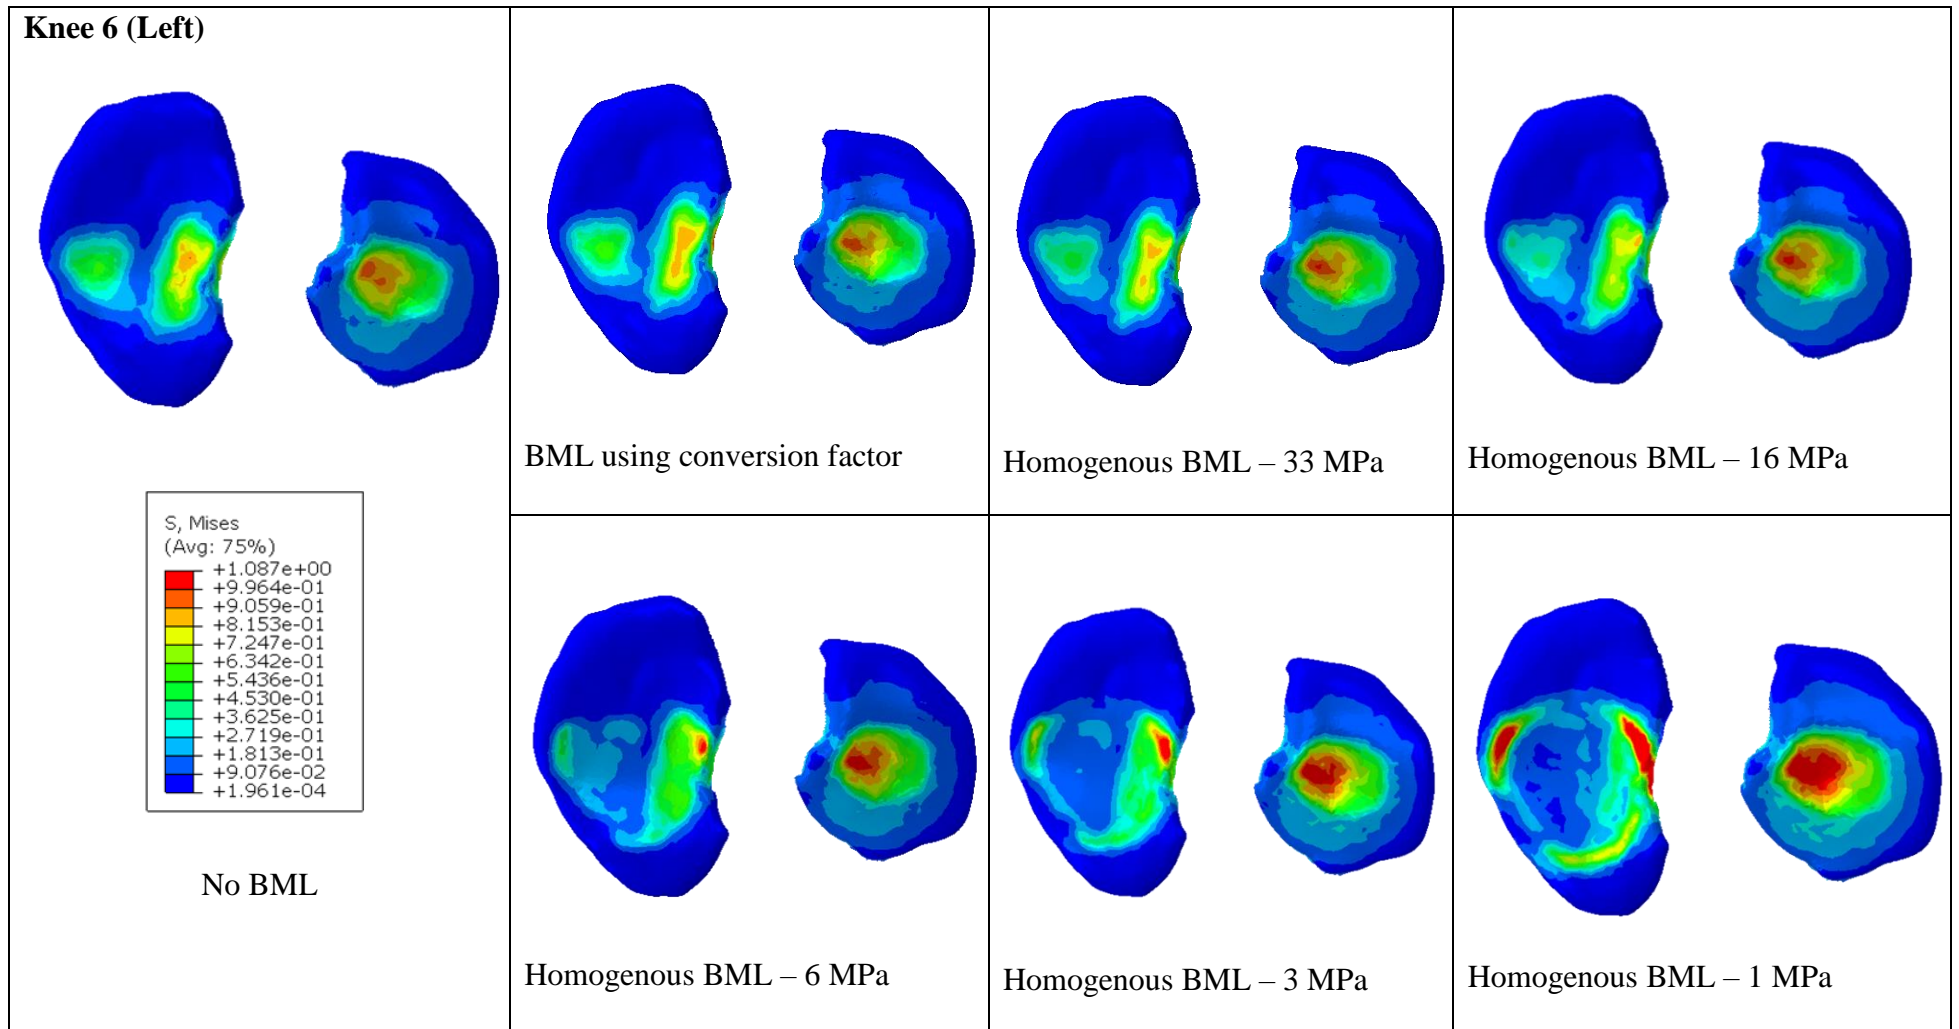 Knee 6 (Left)
BML using conversion factor
Homogenous BML – 33 MPa
Homogenous BML – 16 MPa
S, Mises
(Avg: 75%)
+1.087e+00
+9.964e-01
+9.059e-01
+8.153e-01
+7.247e-01
+6.342e-01
+5.436e-01
+4.530e-01
+3.625e-01
+2.719e-01
+1.813e-01
+9.076e-02
+1.961e-04
No BML
Homogenous BML – 6 MPa
Homogenous BML – 3 MPa
Homogenous BML – 1 MPa